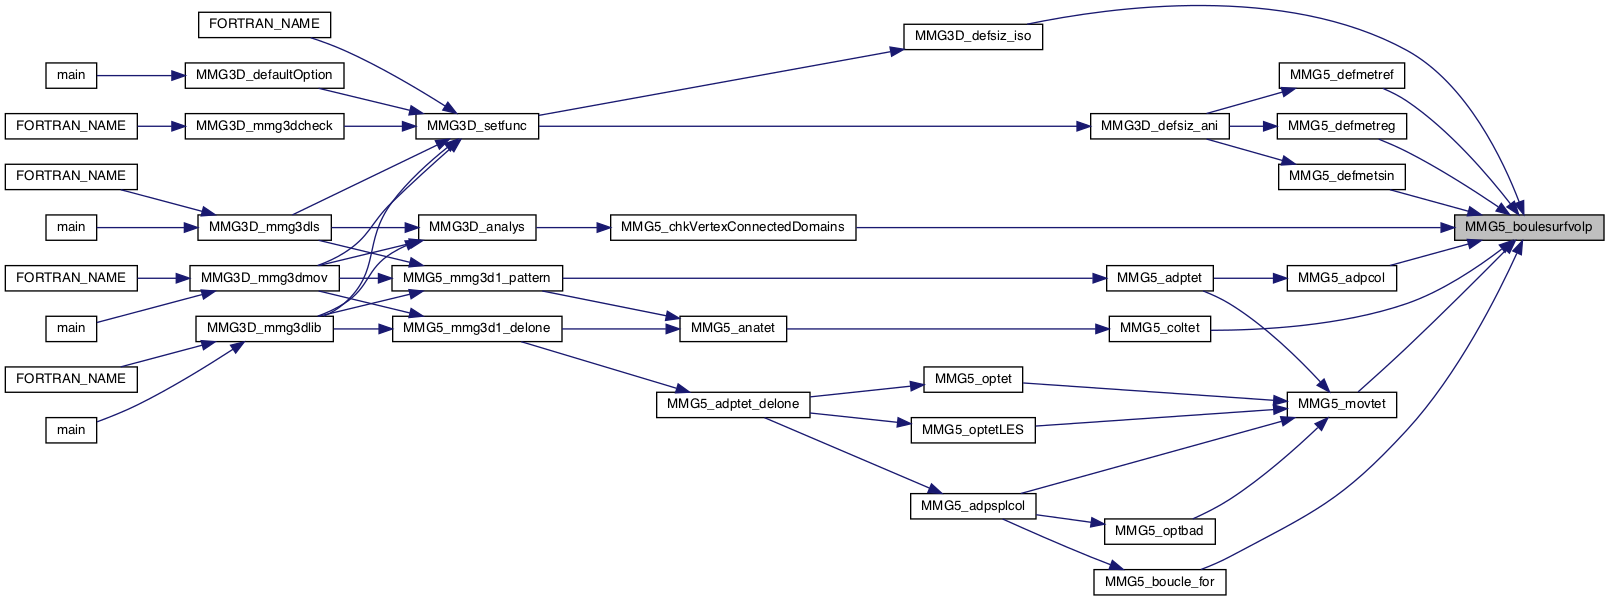 FORTRAN_NAME
MMG3D_defsiz_iso
main
MMG3D_defaultOption
MMG5_defmetref
FORTRAN_NAME
MMG3D_mmg3dcheck
MMG3D_setfunc
MMG3D_defsiz_ani
MMG5_defmetreg
FORTRAN_NAME
MMG5_defmetsin
main
MMG3D_mmg3dls
MMG3D_analys
MMG5_chkVertexConnectedDomains
MMG5_boulesurfvolp
FORTRAN_NAME
MMG3D_mmg3dmov
MMG5_mmg3d1_pattern
MMG5_adptet
MMG5_adpcol
main
MMG3D_mmg3dlib
MMG5_mmg3d1_delone
MMG5_anatet
MMG5_coltet
FORTRAN_NAME
MMG5_optet
MMG5_adptet_delone
MMG5_movtet
main
MMG5_optetLES
MMG5_adpsplcol
MMG5_optbad
MMG5_boucle_for